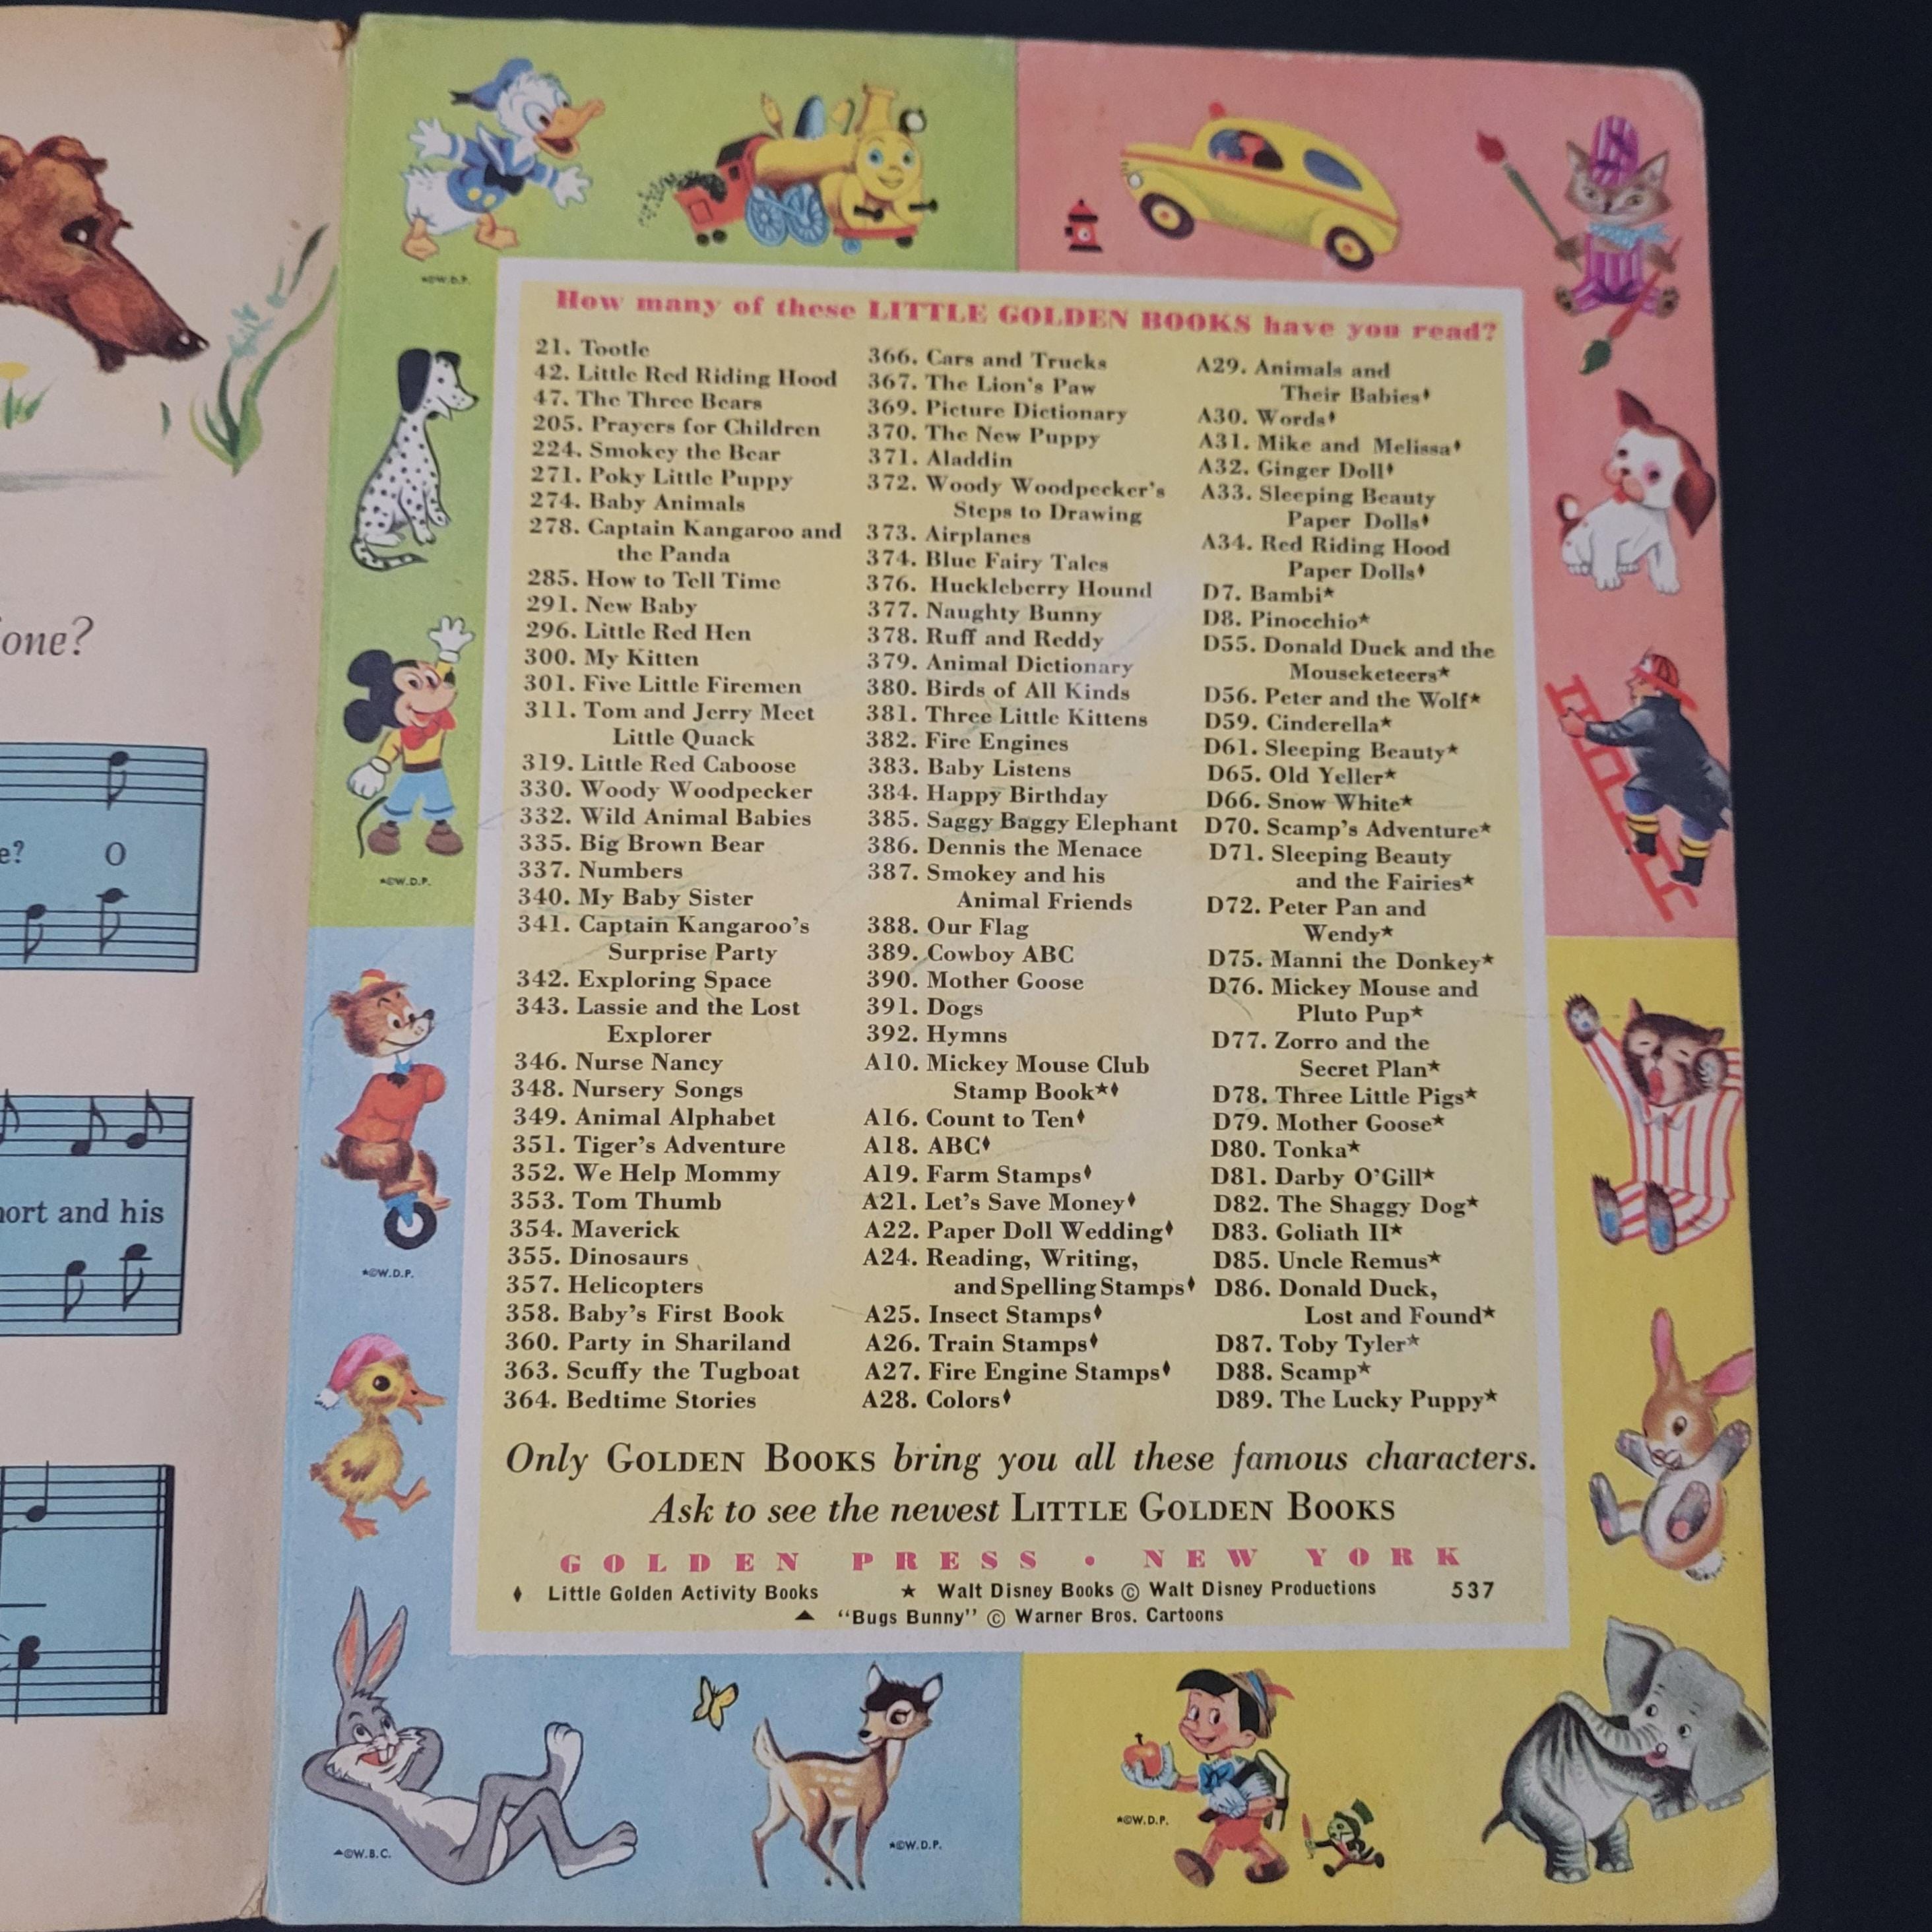 one?
e? O
ort and his
*©W.D.P.
How many of these LITTLE GOLDEN BOOKS have you read?
21. Tootle
42. Little Red Riding Hood
47. The Three Bears
205. Prayers for Children
224. Smokey the Bear
271. Poky Little Puppy
274. Baby Animals
278. Captain Kangaroo and
the Panda
285. How to Tell Time
291. New Baby
296. Little Red Hen
300. My Kitten
301. Five Little Firemen
311. Tom and Jerry Meet
Little Quack
319. Little Red Caboose
330. Woody Woodpecker
332. Wild Animal Babies
335. Big Brown Bear
337. Numbers
340. My Baby Sister
341. Captain Kangaroo's
Surprise Party
342. Exploring Space
343. Lassie and the Lost
Explorer
346. Nurse Nancy
348. Nursery Songs
349. Animal Alphabet
351. Tiger's Adventure
352. We Help Mommy
353. Tom Thumb
354. Maverick
355. Dinosaurs
357. Helicopters
358. Baby's First Book
360. Party in Shariland
363. Scuffy the Tugboat
364. Bedtime Stories
366. Cars and Trucks
367. The Lion's Paw
369. Picture Dictionary
370. The New Puppy
371. Aladdin
372. Woody Woodpecker's
Steps to Drawing
373. Airplanes
374. Blue Fairy Tales
376. Huckleberry Hound
377. Naughty Bunny
378. Ruff and Reddy
379. Animal Dictionary
380. Birds of All Kinds
381. Three Little Kittens
382. Fire Engines
383. Baby Listens
384. Happy Birthday
385. Saggy Baggy Elephant
386. Dennis the Menace
387. Smokey and his
Animal Friends
388. Our Flag
389. Cowboy ABC
390. Mother Goose
391. Dogs
392. Hymns
A10. Mickey Mouse Club
Stamp Book★♦
A16. Count to Ten♦
A18. ABC♦
A19. Farm Stamps♦
A21. Let's Save Money♦
A22. Paper Doll Wedding♦
A24. Reading, Writing,
and Spelling Stamps♦
A25. Insect Stamps♦
A26. Train Stamps♦
A27. Fire Engine Stamps♦
A28. Colors♦
A29. Animals and
Their Babies♦
A30. Words♦
A31. Mike and Melissa♦
A32. Ginger Doll♦
A33. Sleeping Beauty
Paper Dolls♦
A34. Red Riding Hood
Paper Dolls♦
D7. Bambi★
D8. Pinocchio★
D55. Donald Duck and the
Mouseketeers★
D56. Peter and the Wolf★
D59. Cinderella★
D61. Sleeping Beauty★
D65. Old Yeller★
D66. Snow White★
D70. Scamp's Adventure★
D71. Sleeping Beauty
and the Fairies★
D72. Peter Pan and
Wendy★
D75. Manni the Donkey★
D76. Mickey Mouse and
Pluto Pup★
D77. Zorro and the
Secret Plan★
D78. Three Little Pigs★
D79. Mother Goose★
D80. Tonka★
D81. Darby O'Gill★
D82. The Shaggy Dog★
D83. Goliath II★
D85. Uncle Remus★
D86. Donald Duck,
Lost and Found★
D87. Toby Tyler★
D88. Scamp★
D89. The Lucky Puppy★
*©W.D.P.
*©W.D.P.
Only GOLDEN BOOKS bring you all these famous characters.
Ask to see the newest LITTLE GOLDEN BOOKS
GOLDEN PRESS • NEW YORK
♦ Little Golden Activity Books ★ Walt Disney Books © Walt Disney Productions 537
▲ "Bugs Bunny" © Warner Bros. Cartoons
▲©W.B.C.
*©W.D.P.
*©W.D.P.